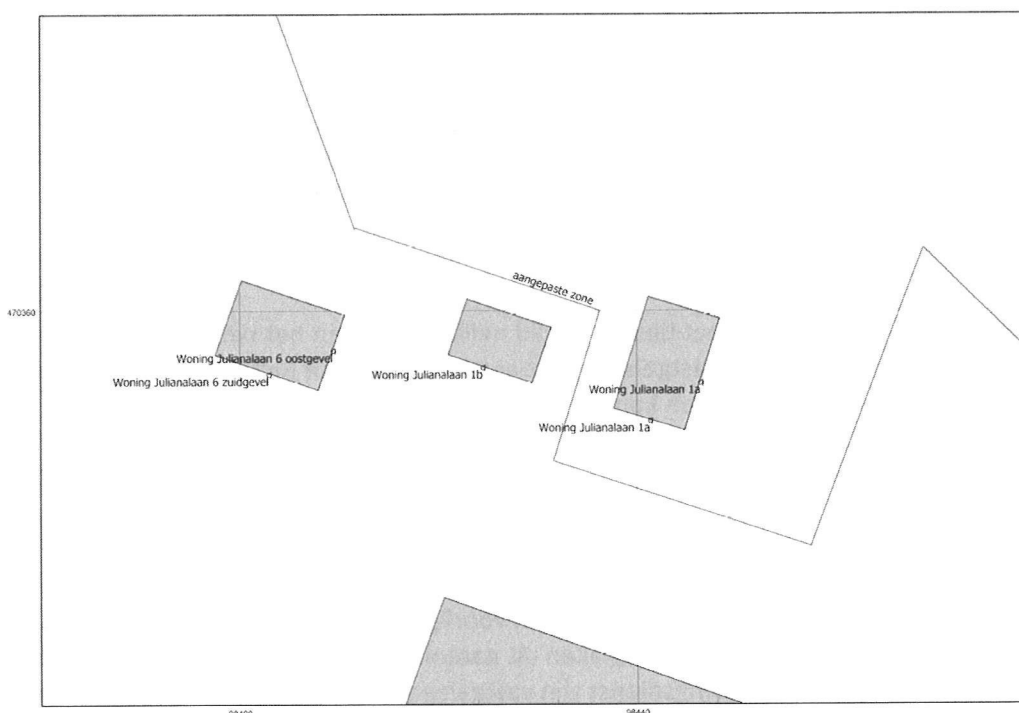 aangepaste zone
470360
Woning Julianalaan 6 oostgevel
Woning Julianalaan 6 zuidgevel
Woning Julianalaan 1b
Woning Julianalaan 1a
Woning Julianalaan 1a
98440